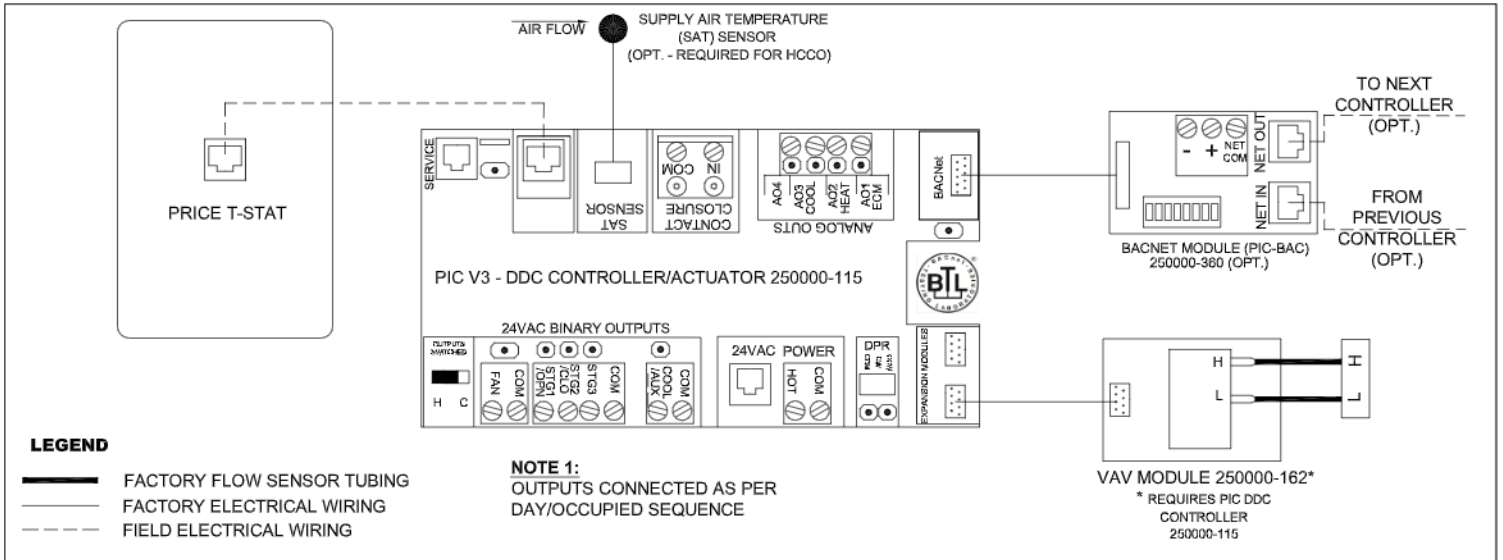 AIR FLOW
SUPPLY AIR TEMPERATURE
(SAT) SENSOR
(OPT. - REQUIRED FOR HCCO)
PRICE T-STAT
SERVICE
SAT
SENSOR
COM
IN
CONTACT
CLOSURE
AO4
AO3
COOL
AO2
HEAT
AO1
ECM
ANALOG OUTS
BACNet
PIC V3 - DDC CONTROLLER/ACTUATOR 250000-115
BTL
24VAC BINARY OUTPUTS
OUTPUTS
SWITCHED
H C
FAN
COM
STG1
/OPN
STG2
/CLO
STG3
COM
COOL
/AUX
COM
24VAC POWER
HOT
COM
DPR
EXPANSION MODULES
- +
NET
COM
NET OUT
NET IN
BACNET MODULE (PIC-BAC)
250000-360 (OPT.)
TO NEXT
CONTROLLER
(OPT.)
FROM
PREVIOUS
CONTROLLER
(OPT.)
H
L
H
L
VAV MODULE 250000-162*
* REQUIRES PIC DDC
CONTROLLER
250000-115
LEGEND
FACTORY FLOW SENSOR TUBING
FACTORY ELECTRICAL WIRING
FIELD ELECTRICAL WIRING
NOTE 1:
OUTPUTS CONNECTED AS PER
DAY/OCCUPIED SEQUENCE